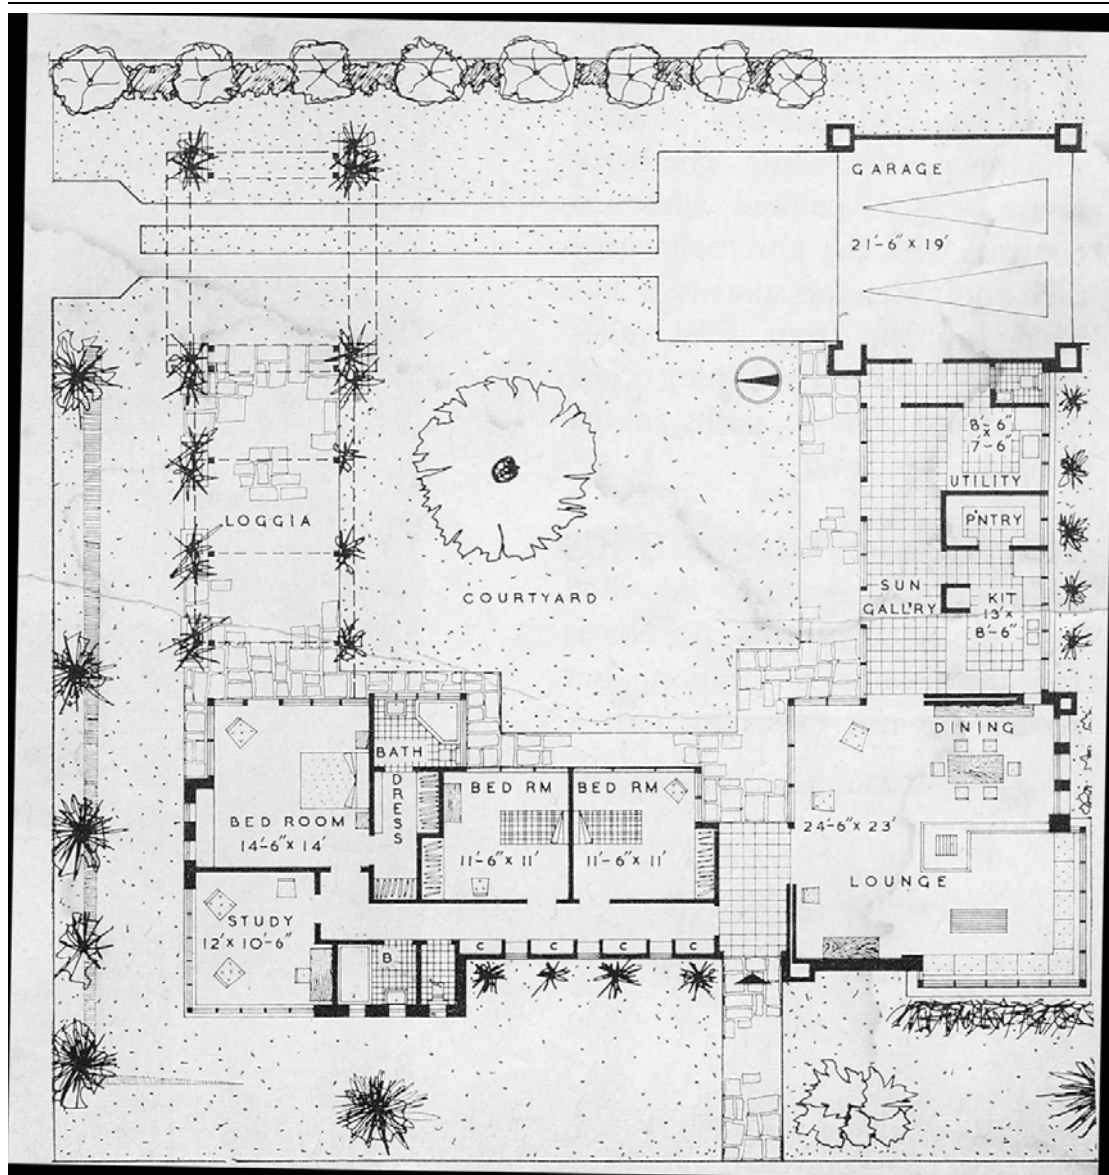 GARAGE
21'-6" X 19'
8'-6"
X
7'-6"
UTILITY
PNTRY
LOGGIA
COURTYARD
SUN
GALL'RY
KIT
13' X
8'-6"
DINING
BATH
DRESS
BED RM
BED RM
BED ROOM
14'-6" X 14'
11'-6" X 11'
11'-6" X 11'
24'-6" X 23'
LOUNGE
STUDY
12' X 10'-6"
B
C
C
C
C